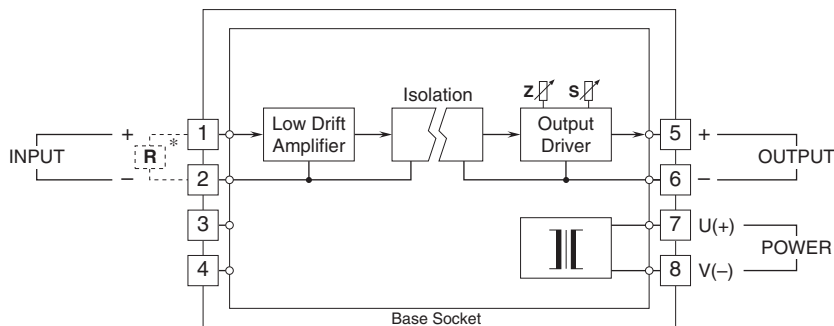 Isolation
Z S
1
Low Drift
Amplifier
Output
Driver
5
+ +
INPUT
R *
OUTPUT
– –
2
6
3
7
U(+)
POWER
4
8
V(–)
Base Socket